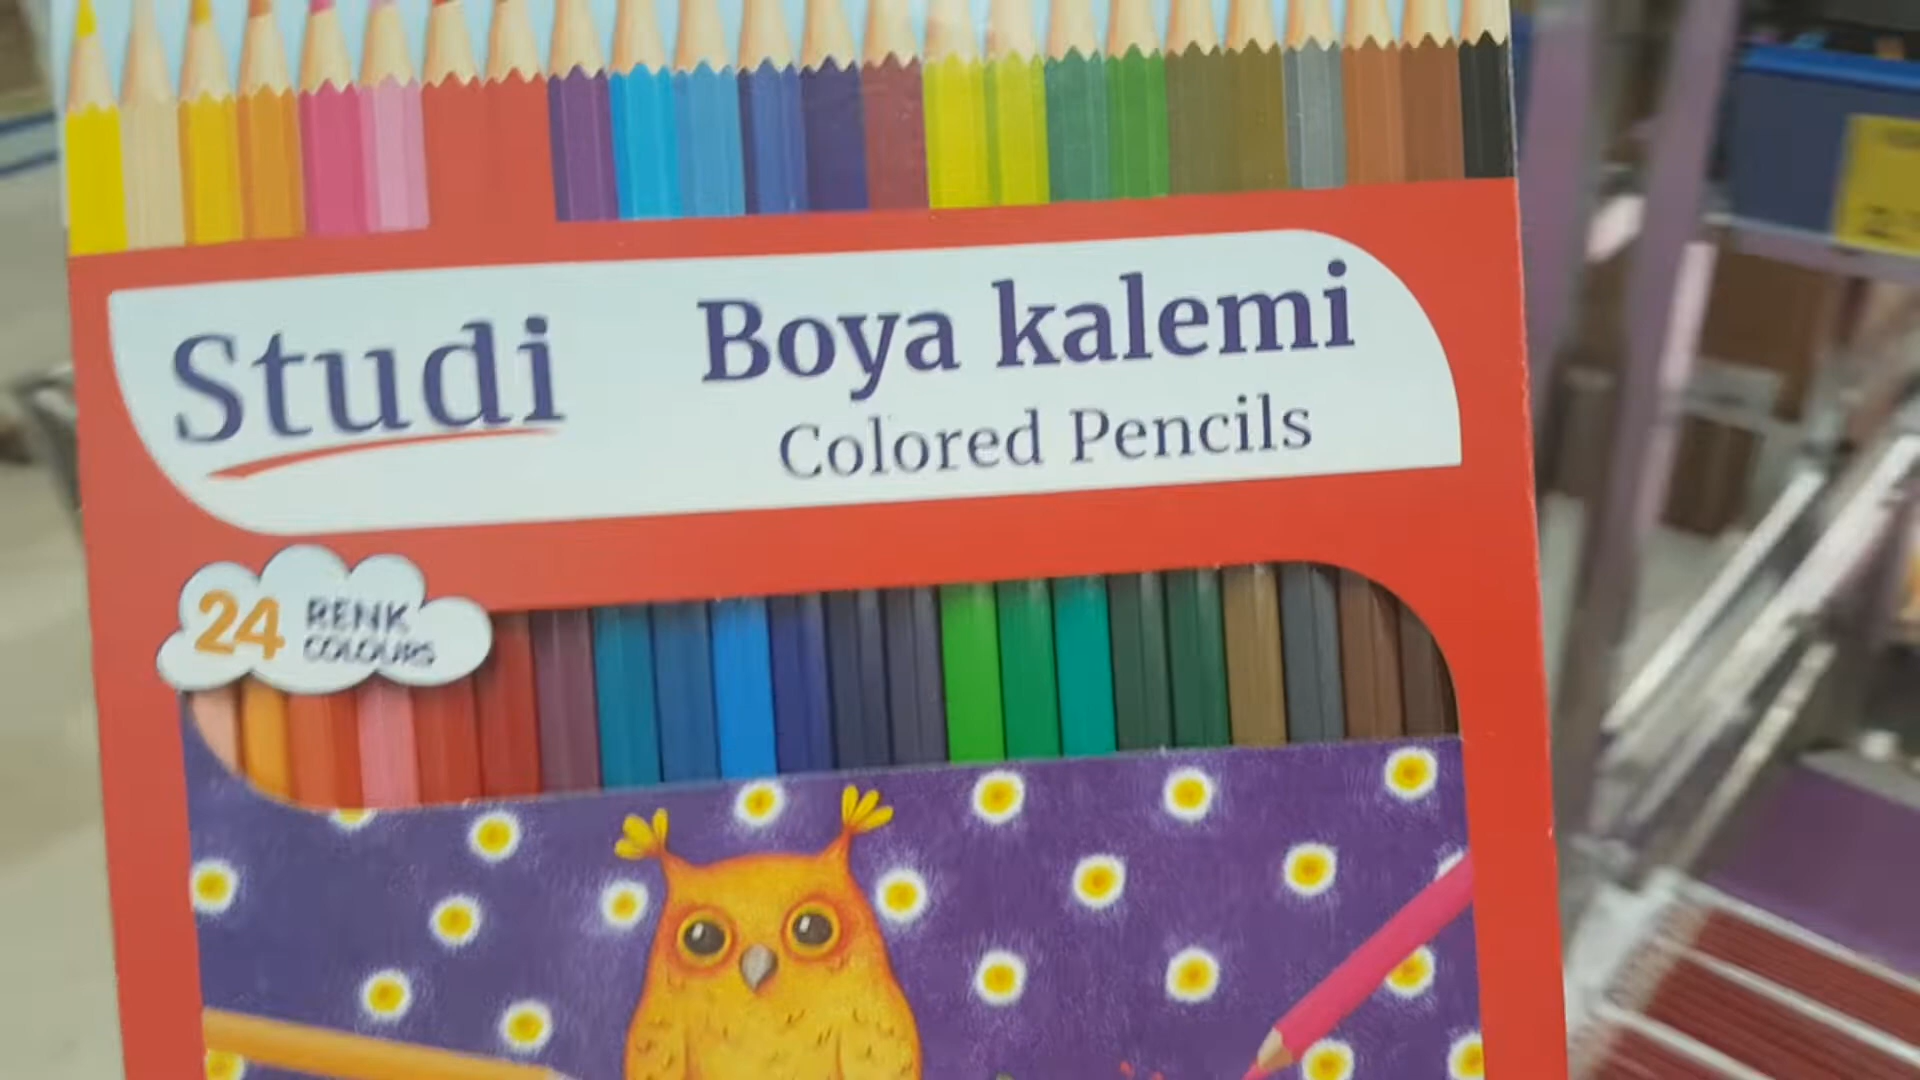 Studi
Boya kalemi
Colored Pencils
24 RENK
COLOURS